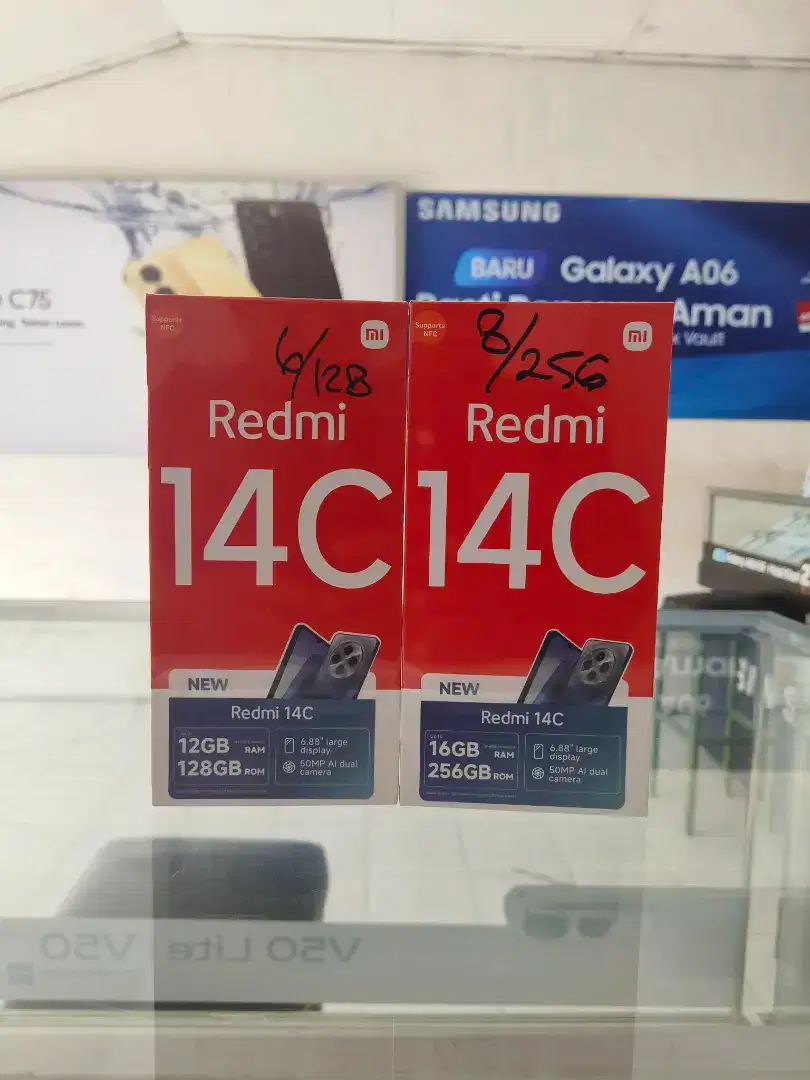 C75
SAMSUNG
BARU Galaxy A06
Aman
Vault
Supports
NFC
6/128
mi
Redmi
14C
NEW
Redmi 14C
12GB RAM
128GB ROM
6.88" large
display
50MP AI dual
camera
Supports
NFC
8/256
mi
Redmi
14C
NEW
Redmi 14C
16GB RAM
256GB ROM
6.88" large
display
50MP AI dual
camera
V50 Lite V50